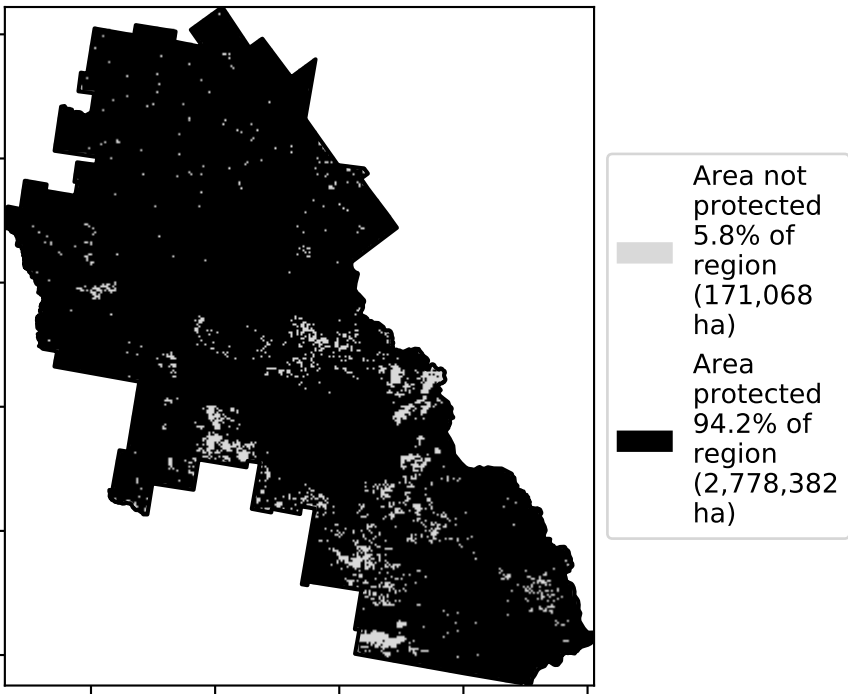 Area not
protected
5.8% of
region
(171,068
ha)
Area
protected
94.2% of
region
(2,778,382
ha)